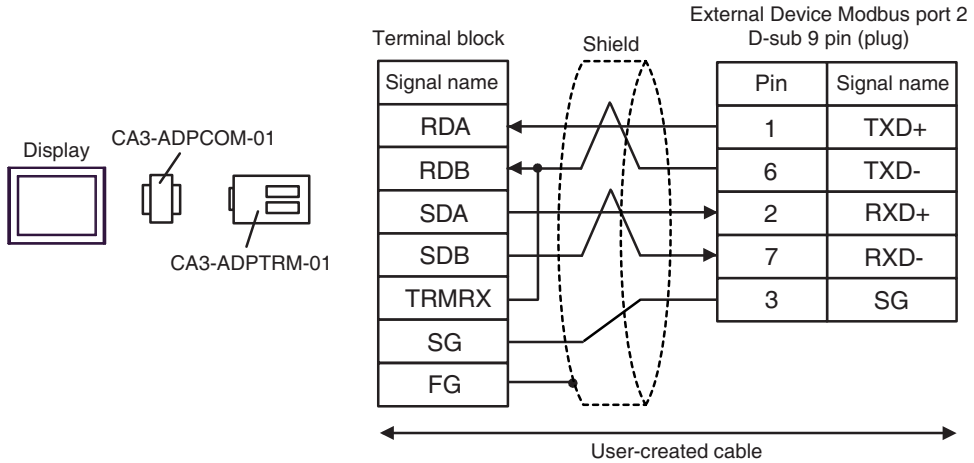 External Device Modbus port 2
D-sub 9 pin (plug)
Terminal block
Shield
Signal name
Pin
Signal name
RDA
1
TXD+
RDB
6
TXD-
SDA
2
RXD+
SDB
7
RXD-
TRMRX
3
SG
SG
FG
Display
CA3-ADPCOM-01
CA3-ADPTRM-01
User-created cable